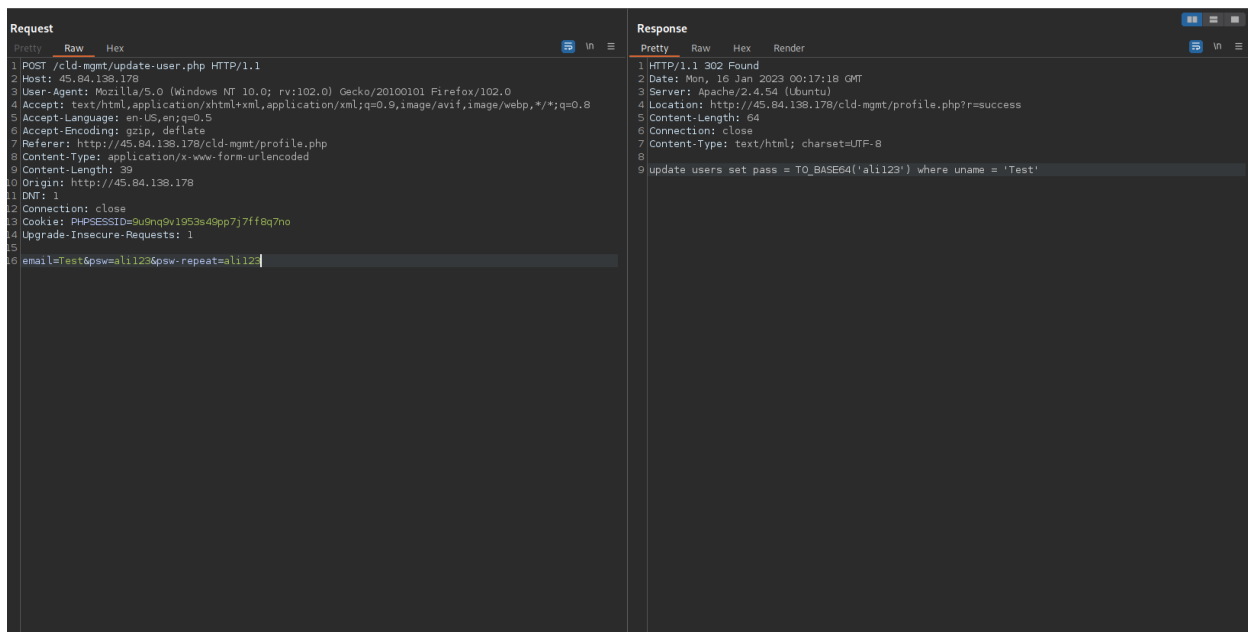 Request
Pretty Raw Hex
\n
1 POST /cld-mgmt/update-user.php HTTP/1.1
2 Host: 45.84.138.178
3 User-Agent: Mozilla/5.0 (Windows NT 10.0; rv:102.0) Gecko/20100101 Firefox/102.0
4 Accept: text/html,application/xhtml+xml,application/xml;q=0.9,image/avif,image/webp,*/*;q=0.8
5 Accept-Language: en-US,en;q=0.5
6 Accept-Encoding: gzip, deflate
7 Referer: http://45.84.138.178/cld-mgmt/profile.php
8 Content-Type: application/x-www-form-urlencoded
9 Content-Length: 39
10 Origin: http://45.84.138.178
11 DNT: 1
12 Connection: close
13 Cookie: PHPSESSID=9u9nq9v1953s49pp7j7ff8q7no
14 Upgrade-Insecure-Requests: 1
15
16 email=Test&psw=ali123&psw-repeat=ali123
Response
Pretty Raw Hex Render
\n
1 HTTP/1.1 302 Found
2 Date: Mon, 16 Jan 2023 00:17:18 GMT
3 Server: Apache/2.4.54 (Ubuntu)
4 Location: http://45.84.138.178/cld-mgmt/profile.php?r=success
5 Content-Length: 64
6 Connection: close
7 Content-Type: text/html; charset=UTF-8
8
9 update users set pass = TO_BASE64('ali123') where uname = 'Test'